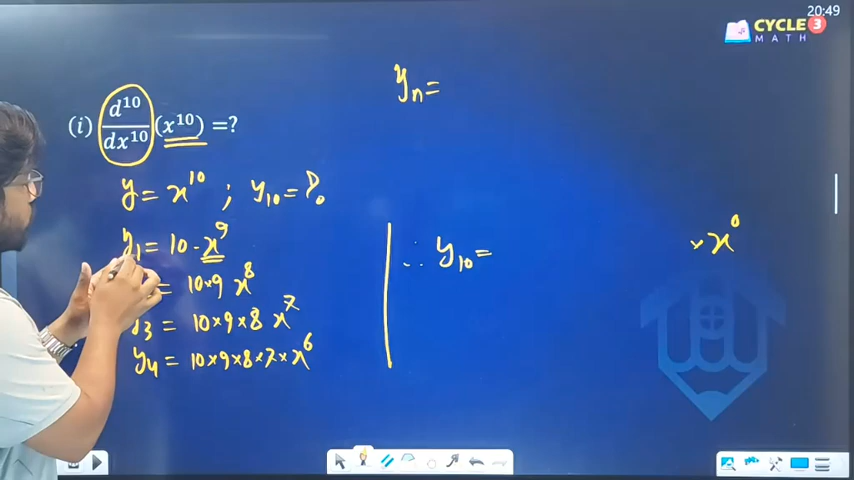 20:49
CYCLE 3
MATH
yₙ =
(i) d¹⁰/dx¹⁰ (x¹⁰) =?
y = x¹⁰ ; y₁₀ = ?
y₁ = 10 · x⁹
= 10×9 x⁸
y₃ = 10×9×8 x⁷
y₄ = 10×9×8×7×x⁶
∴ y₁₀ = × x⁰